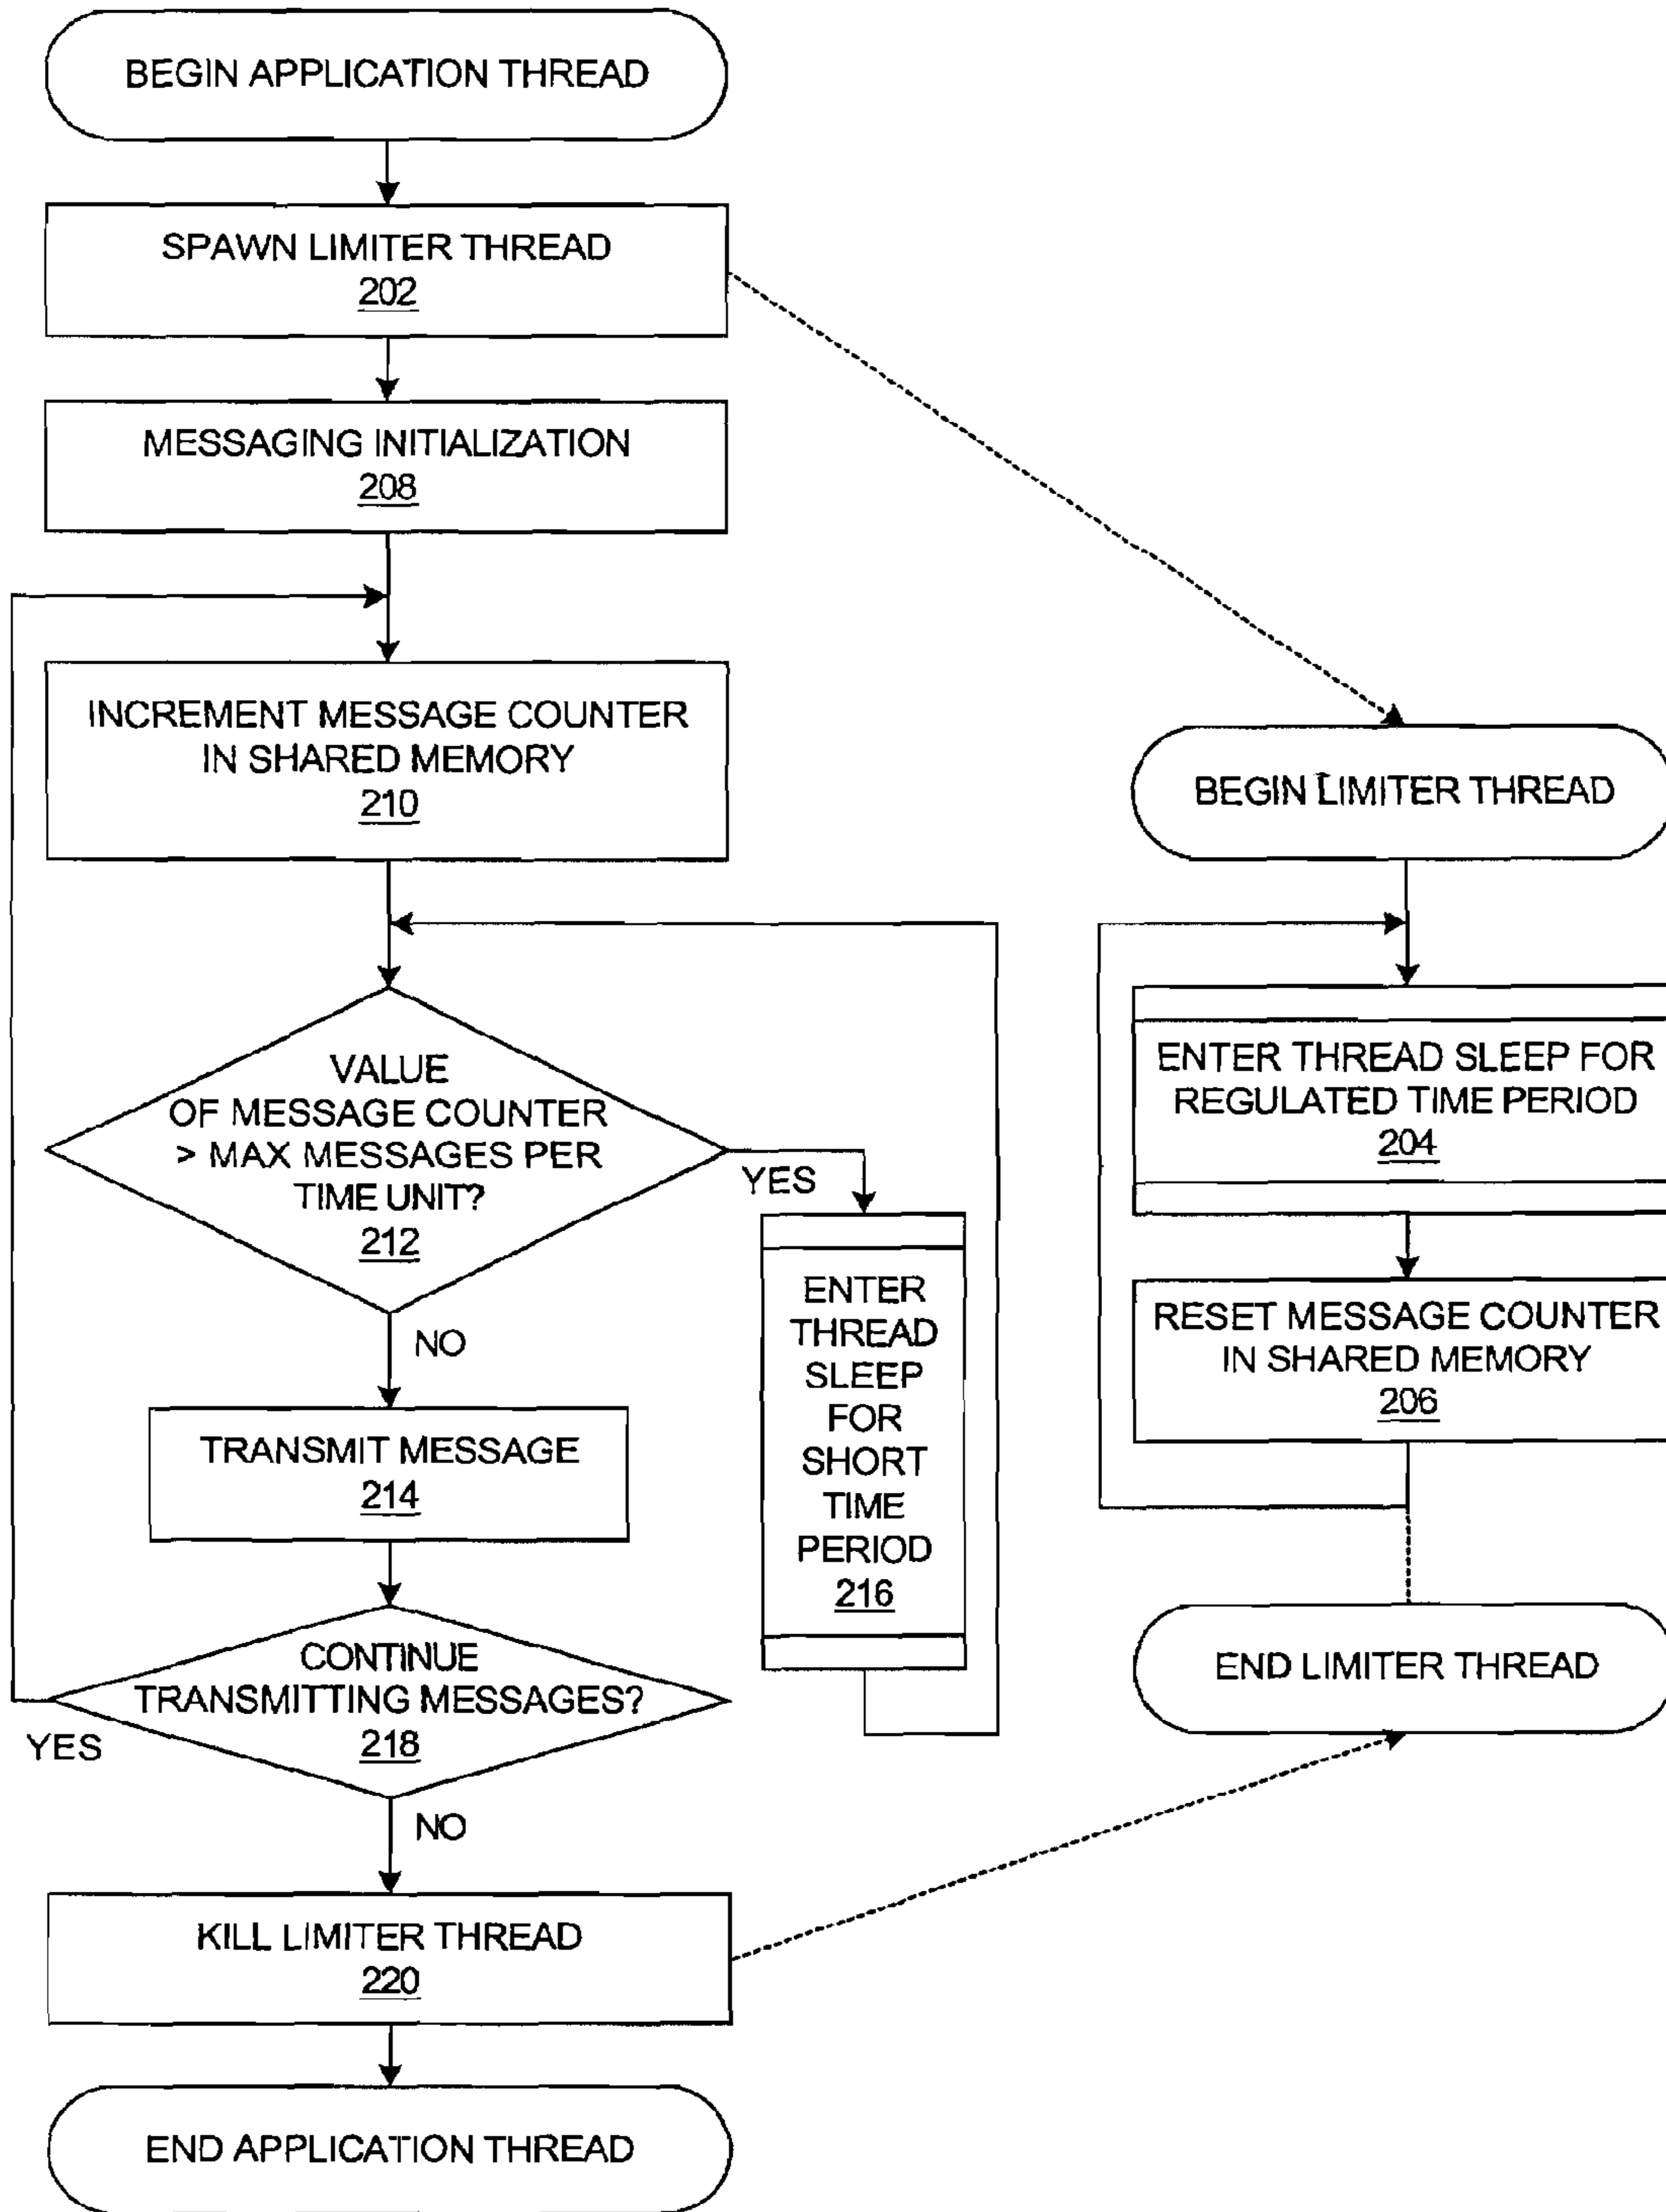 BEGIN APPLICATION THREAD
SPAWN LIMITER THREAD
202
MESSAGING INITIALIZATION
208
INCREMENT MESSAGE COUNTER
IN SHARED MEMORY
210
VALUE
OF MESSAGE COUNTER
> MAX MESSAGES PER
TIME UNIT?
212
YES
NO
ENTER
THREAD
SLEEP
FOR
SHORT
TIME
PERIOD
216
TRANSMIT MESSAGE
214
CONTINUE
TRANSMITTING MESSAGES?
218
YES
NO
KILL LIMITER THREAD
220
END APPLICATION THREAD
BEGIN LIMITER THREAD
ENTER THREAD SLEEP FOR
REGULATED TIME PERIOD
204
RESET MESSAGE COUNTER
IN SHARED MEMORY
206
END LIMITER THREAD